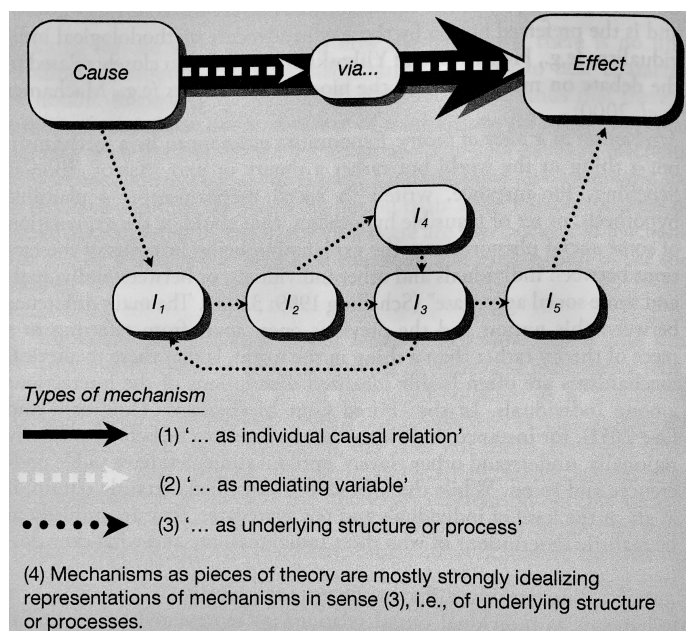 Cause
via...
Effect
I4
I1
I2
I3
I5
Types of mechanism
(1) ‘... as individual causal relation’
(2) ‘... as mediating variable’
(3) ‘... as underlying structure or process’
(4) Mechanisms as pieces of theory are mostly strongly idealizing
representations of mechanisms in sense (3), i.e., of underlying structure
or processes.